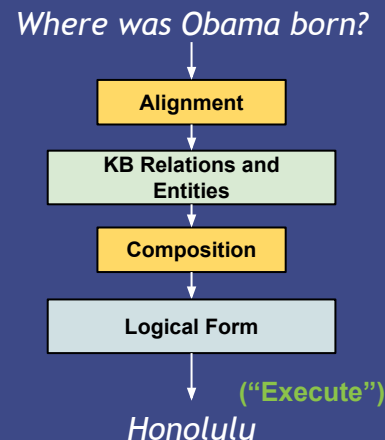 Where was Obama born?
Alignment
KB Relations and
Entities
Composition
Logical Form
(“Execute”)
Honolulu